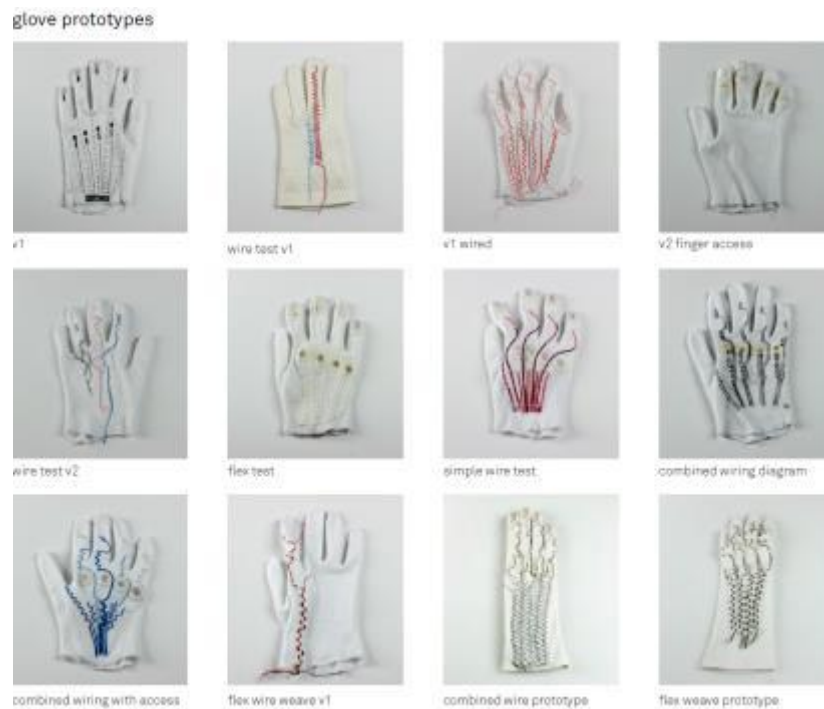 glove prototypes
v1
wire test v1
v1 wired
v2 finger access
wire test v2
flex test
simple wire test
combined wiring diagram
combined wiring with access
flex wire weave v1
combined wire prototype
flex weave prototype